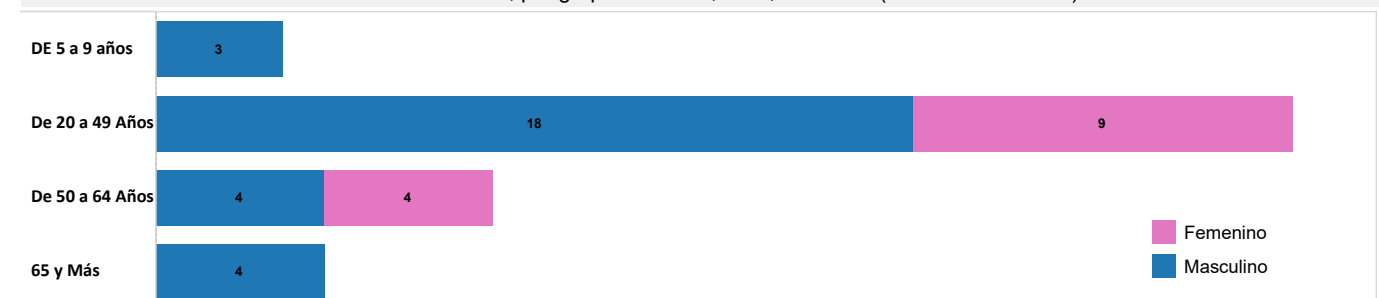 DE 5 a 9 años
3
De 20 a 49 Años
18
9
De 50 a 64 Años
4
4
Femenino
Masculino
65 y Más
4